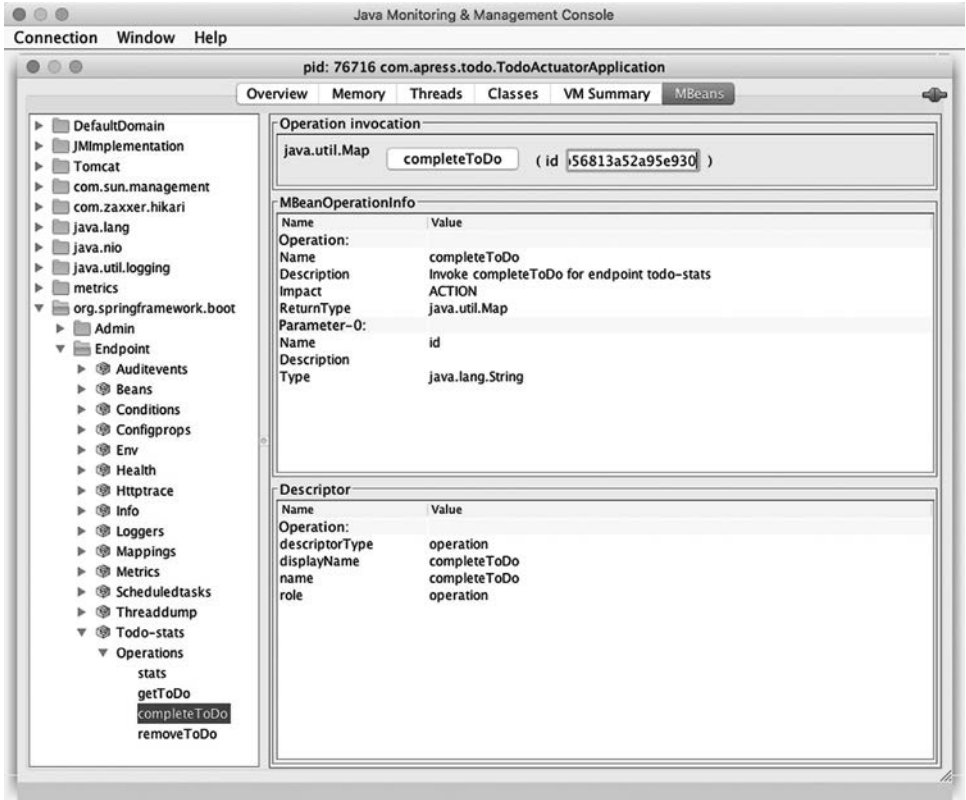 Java Monitoring & Management Console
Connection Window Help
pid: 76716 com.apress.todo.TodoActuatorApplication
Overview Memory Threads Classes VM Summary MBeans
DefaultDomain
JMImplementation
Tomcat
com.sun.management
com.zaxxer.hikari
java.lang
java.nio
java.util.logging
metrics
org.springframework.boot
Admin
Endpoint
Auditevents
Beans
Conditions
Configprops
Env
Health
Httptrace
Info
Loggers
Mappings
Metrics
Scheduledtasks
Threaddump
Todo-stats
Operations
stats
getToDo
completeToDo
removeToDo
Operation invocation
java.util.Map completeToDo ( id 56813a52a95e930 )
MBeanOperationInfo
Name Value
Operation:
Name completeToDo
Description Invoke completeToDo for endpoint todo-stats
Impact ACTION
ReturnType java.util.Map
Parameter-0:
Name id
Description
Type java.lang.String
Descriptor
Name Value
Operation:
descriptorType operation
displayName completeToDo
name completeToDo
role operation